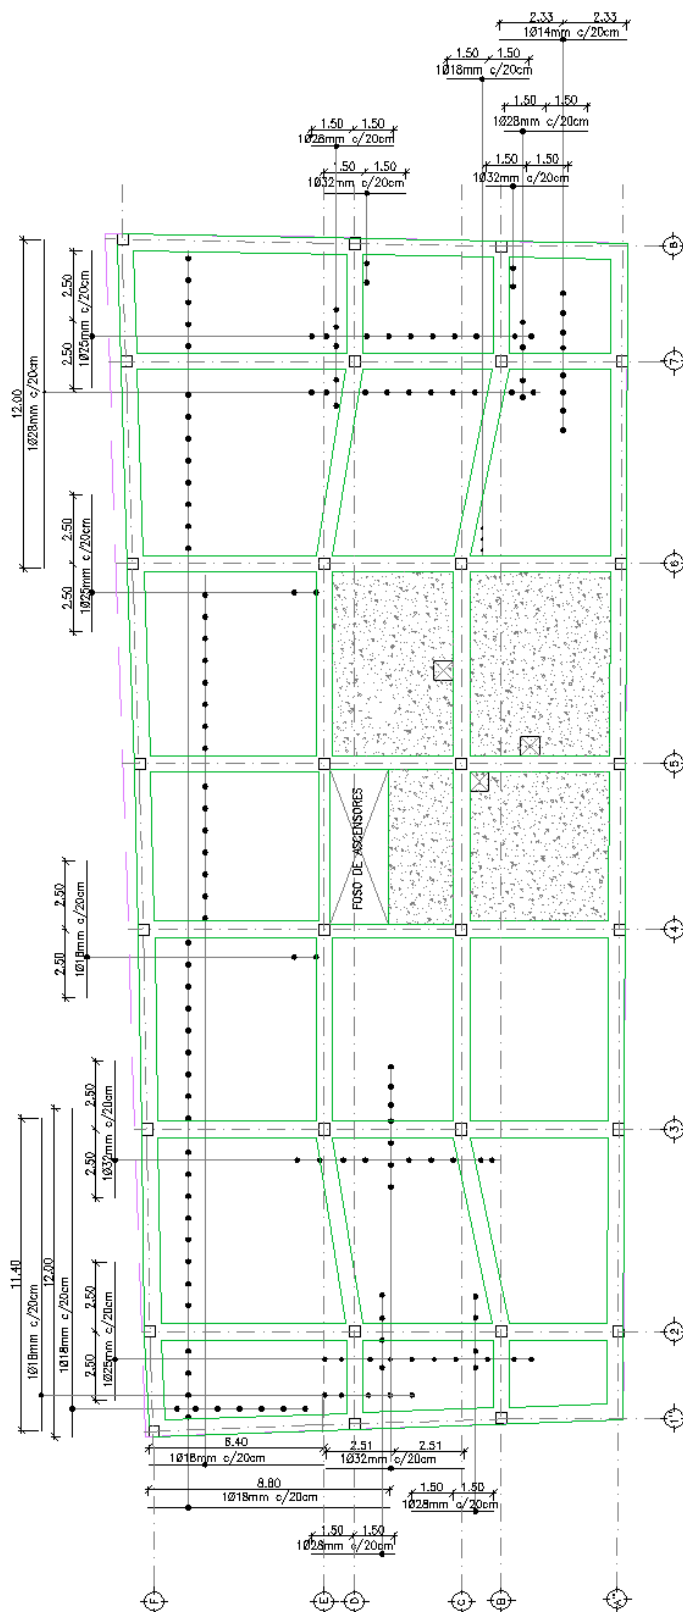 2.33 2.33
1Ø14mm c/20cm
1.50 1.50
1Ø18mm c/20cm
1.50 1.50
1Ø28mm c/20cm
1.50 1.50
1Ø28mm c/20cm
1.50 1.50
1Ø32mm c/20cm
1.50 1.50
1Ø32mm c/20cm
8
7
6
5
4
3
2
1"
12.00
1Ø28mm c/20cm
2.50 2.50
1Ø25mm c/20cm
2.50 2.50
1Ø25mm c/20cm
FOSO DE ASCENSORES
2.50 2.50
1Ø18mm c/20cm
2.50 2.50
1Ø32mm c/20cm
11.40
1Ø18mm c/20cm
12.00
1Ø18mm c/20cm
2.50 2.50
1Ø25mm c/20cm
6.40
1Ø18mm c/20cm
2.51 2.51
1Ø32mm c/20cm
8.80
1Ø18mm c/20cm
1.50 1.50
1Ø28mm c/20cm
1.50 1.50
1Ø28mm c/20cm
F
E
D
C
B
A"